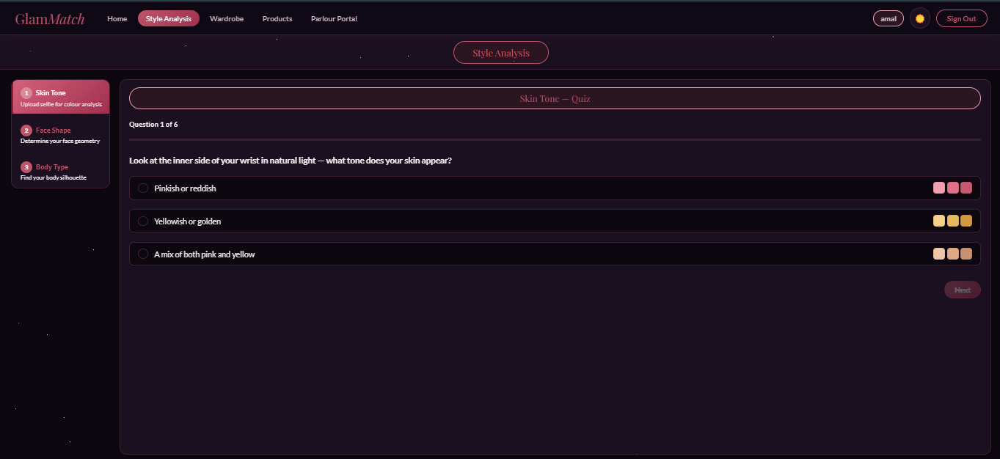 GlamMatch
Home
Style Analysis
Wardrobe
Products
Parlour Portal
amal
Sign Out
Style Analysis
1 Skin Tone
Upload selfie for colour analysis
2 Face Shape
Determine your face geometry
3 Body Type
Find your body silhouette
Skin Tone — Quiz
Question 1 of 6
Look at the inner side of your wrist in natural light — what tone does your skin appear?
Pinkish or reddish
Yellowish or golden
A mix of both pink and yellow
Next